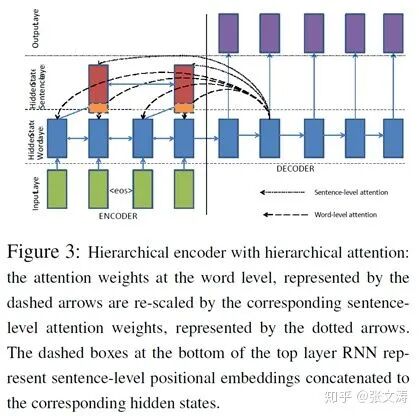 Output Laye
Hidden State
Sentence Laye
Hidden State
Word Laye
Input Laye
<eos>
ENCODER
DECODER
Sentence-level attention
Word-level attention
Figure 3: Hierarchical encoder with hierarchical attention:
the attention weights at the word level, represented by the
dashed arrows are re-scaled by the corresponding sentence-
level attention weights, represented by the dotted arrows.
The dashed boxes at the bottom of the top layer RNN rep-
resent sentence-level positional embeddings concatenated to
the corresponding hidden states.
知乎 @张文涛